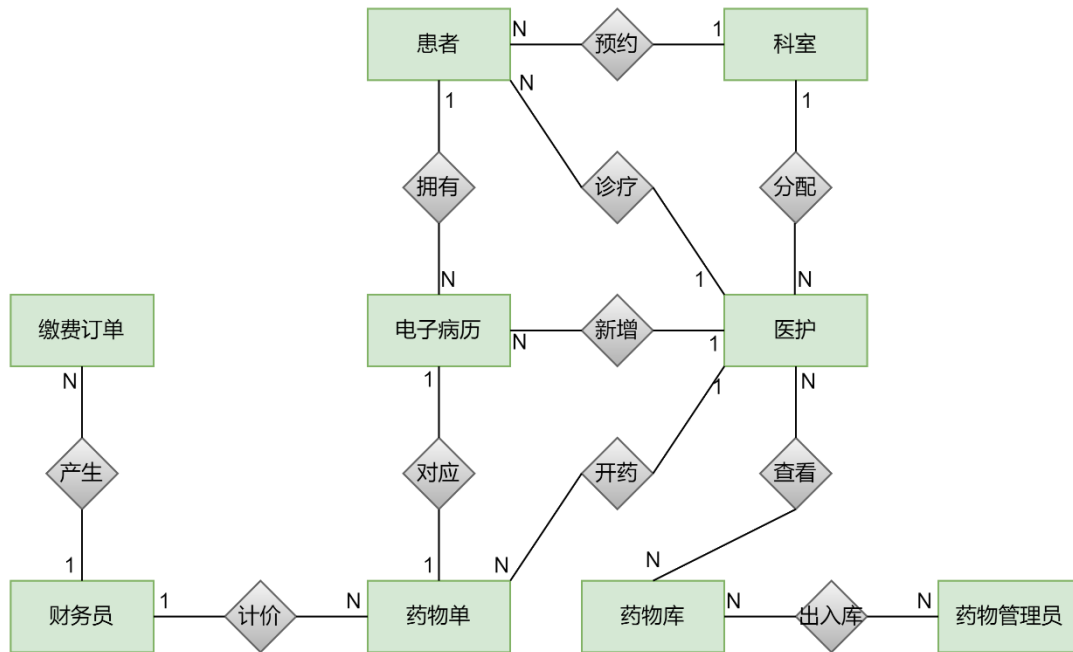 患者
N
预约
1
科室
1
N
1
拥有
诊疗
分配
N
1
N
缴费订单
电子病历
N
新增
1
医护
N
1
1
N
产生
对应
开药
查看
1
1
N
N
财务员
1
计价
N
药物单
药物库
N
出入库
N
药物管理员